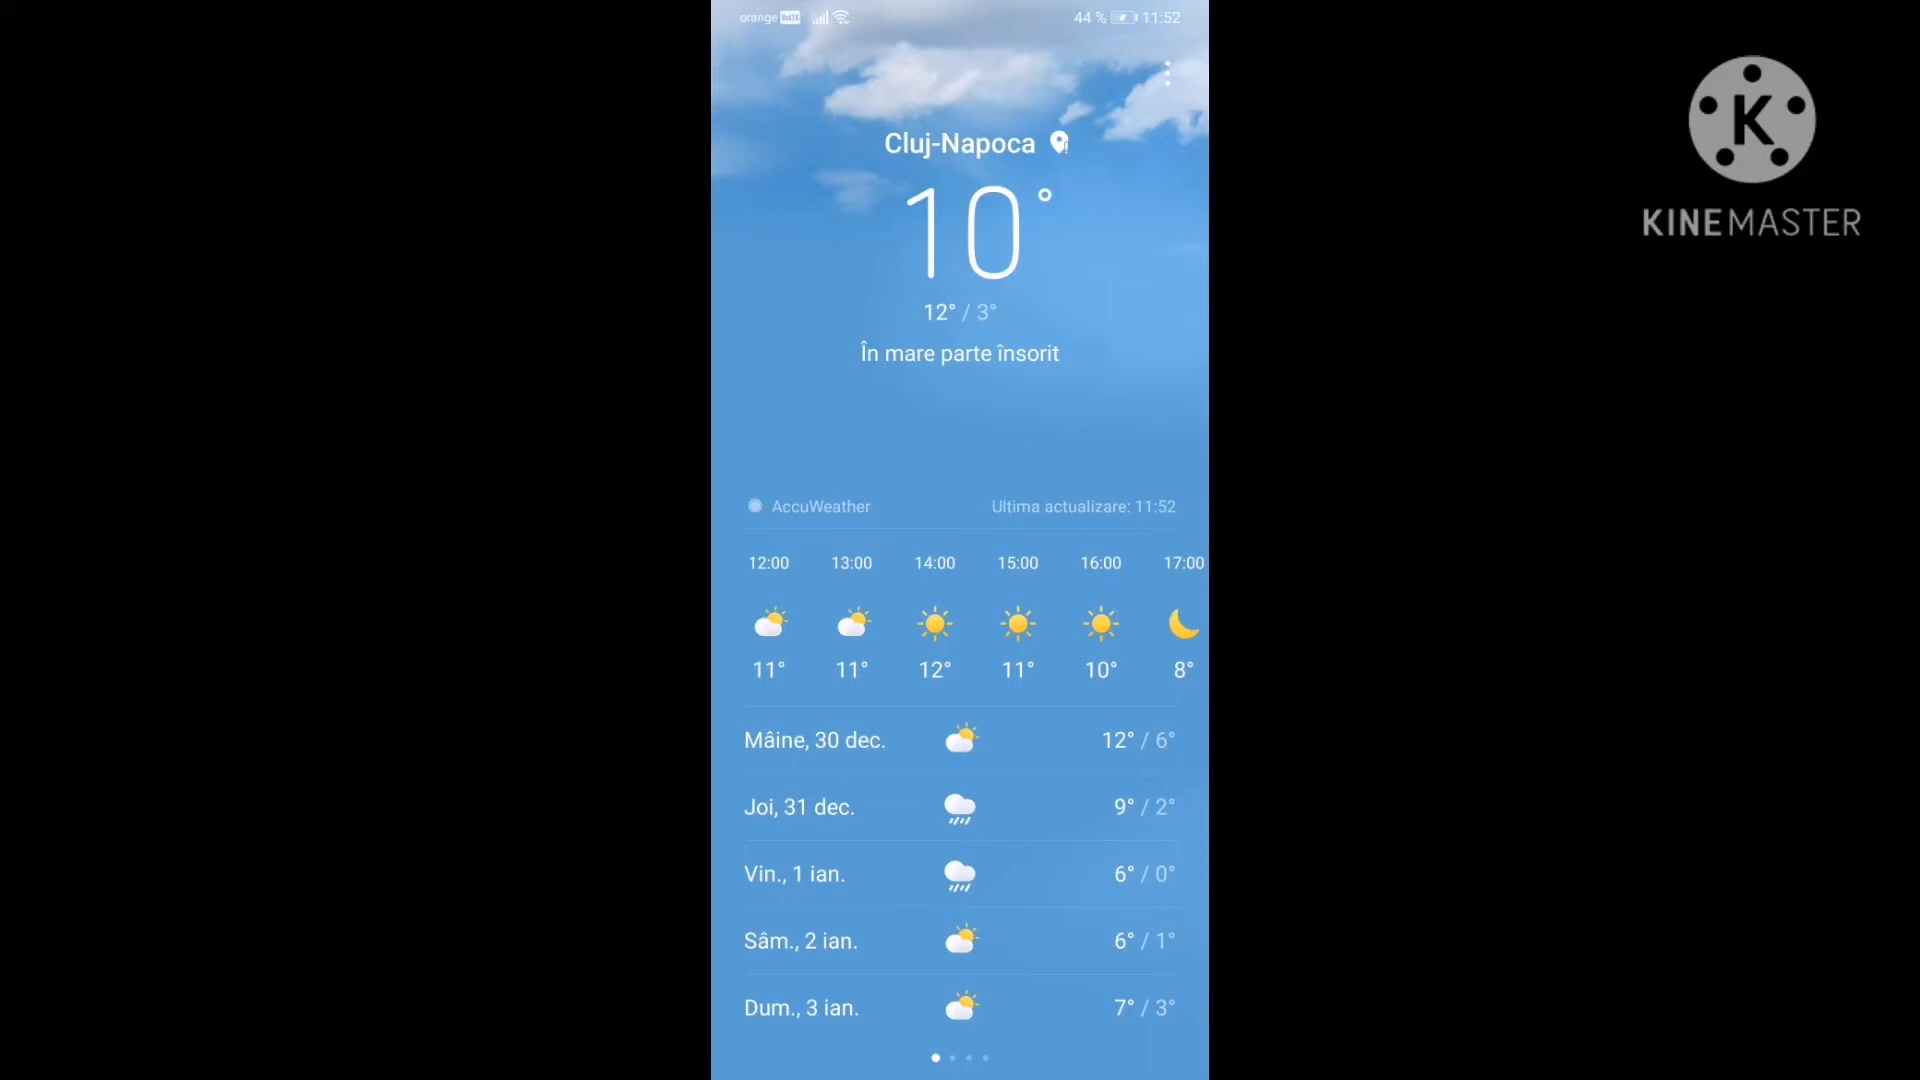 orange VoLTE 44 % 11:52
K
KINEMASTER
Cluj-Napoca
10°
12° / 3°
În mare parte însorit
AccuWeather Ultima actualizare: 11:52
12:00 13:00 14:00 15:00 16:00 17:00
11° 11° 12° 11° 10° 8°
Mâine, 30 dec. 12° / 6°
Joi, 31 dec. 9° / 2°
Vin., 1 ian. 6° / 0°
Sâm., 2 ian. 6° / 1°
Dum., 3 ian. 7° / 3°